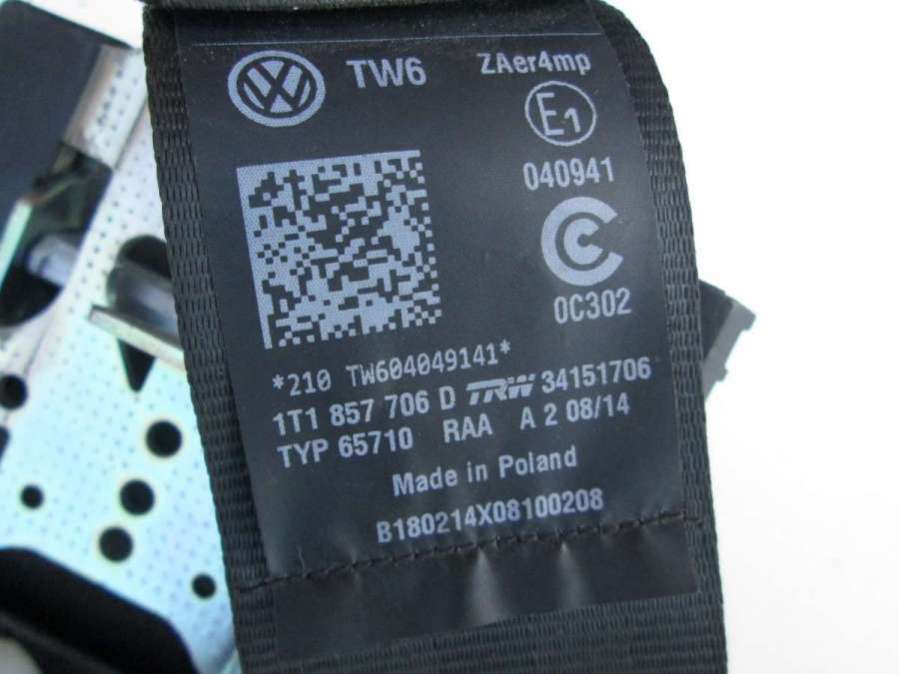 TW6 ZAer4mp
E1
040941
0C302
*210 TW604049141*
1T1 857 706 D TRW 34151706
TYP 65710 RAA A 2 08/14
Made in Poland
B180214X08100208